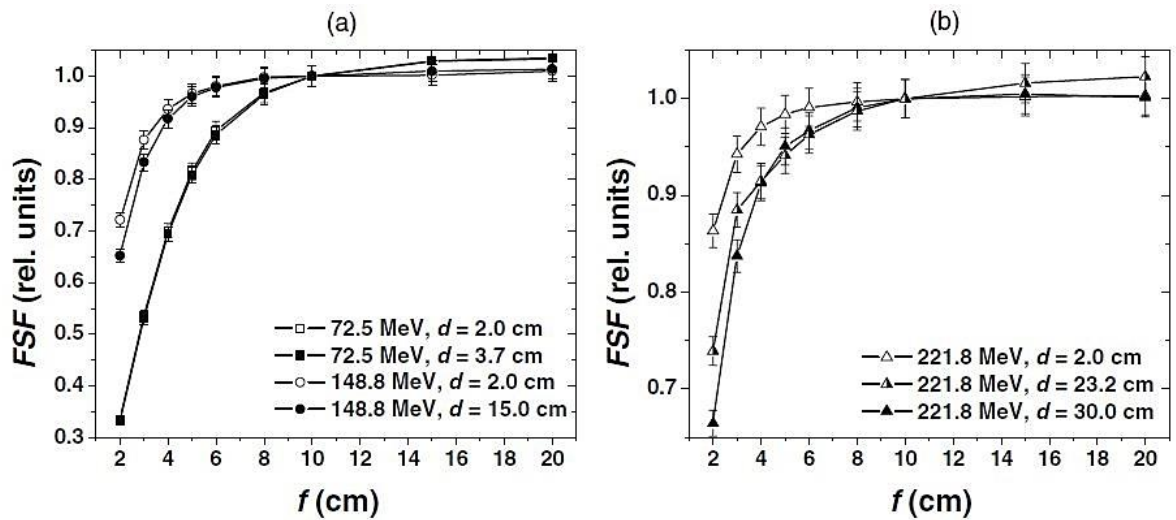 (a)
FSF (rel. units)
1.0
0.9
0.8
0.7
0.6
0.5
0.4
0.3
72.5 MeV, d = 2.0 cm
72.5 MeV, d = 3.7 cm
148.8 MeV, d = 2.0 cm
148.8 MeV, d = 15.0 cm
2 4 6 8 10 12 14 16 18 20
f (cm)
(b)
FSF (rel. units)
1.0
0.9
0.8
0.7
221.8 MeV, d = 2.0 cm
221.8 MeV, d = 23.2 cm
221.8 MeV, d = 30.0 cm
2 4 6 8 10 12 14 16 18 20
f (cm)